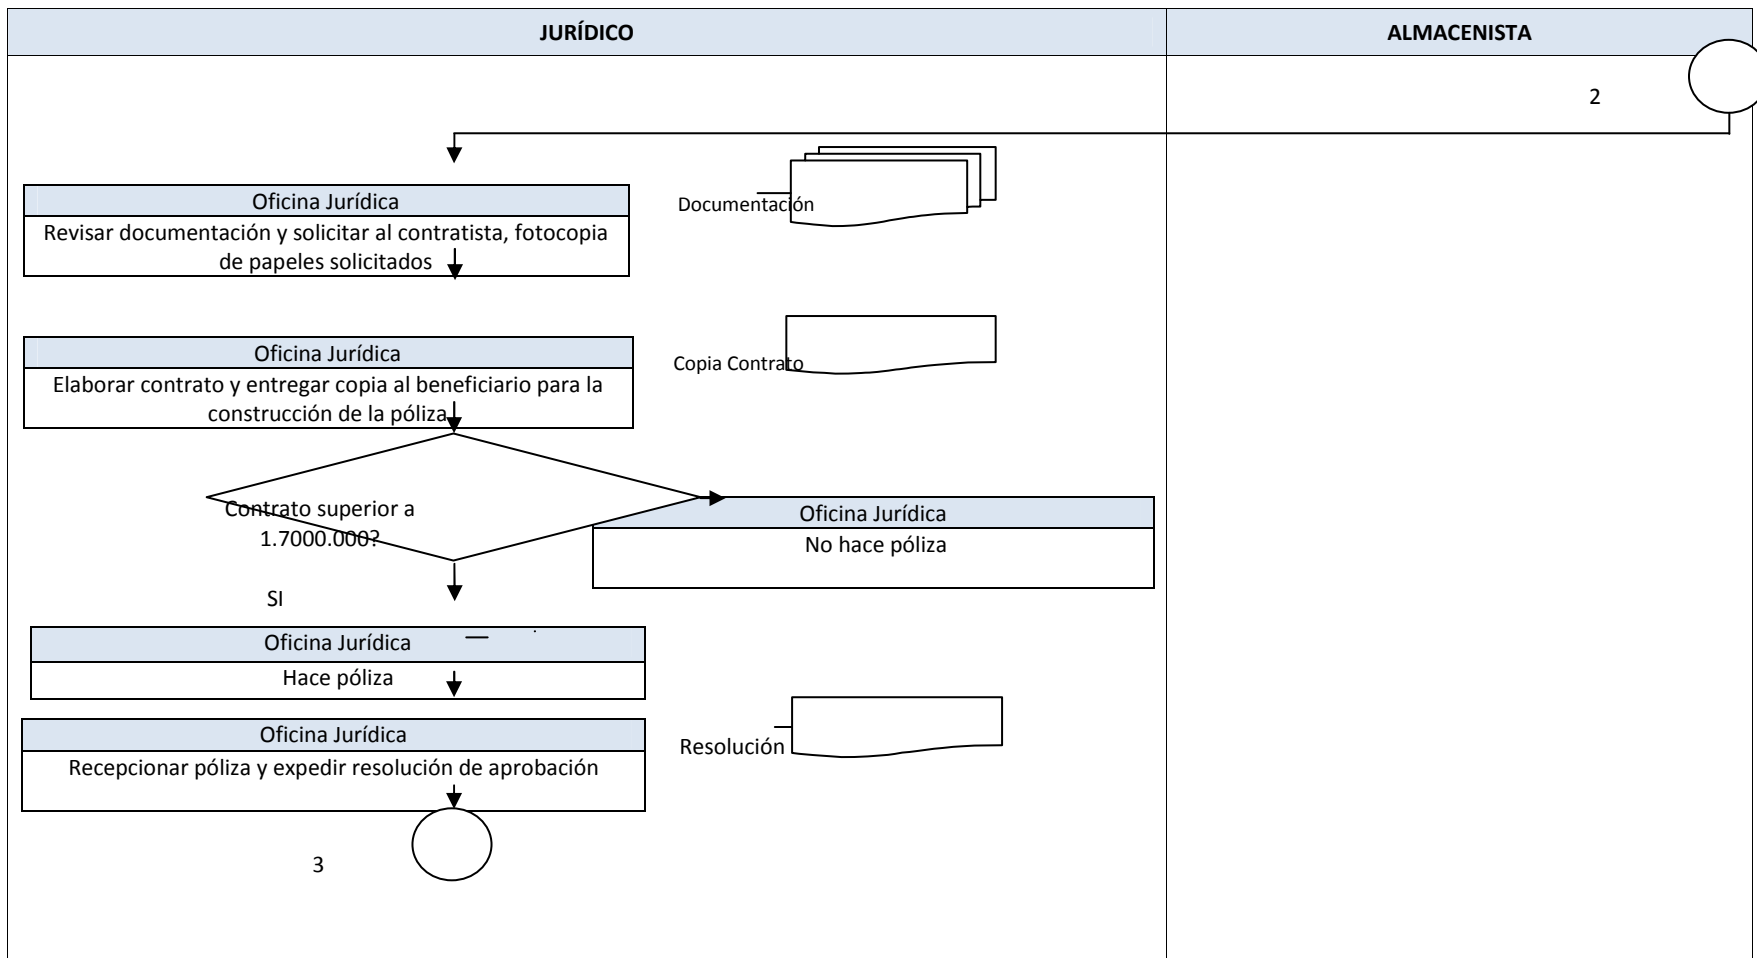 JURÍDICO
ALMACENISTA
2
Oficina Jurídica
Revisar documentación y solicitar al contratista, fotocopia
de papeles solicitados
Documentación
Oficina Jurídica
Elaborar contrato y entregar copia al beneficiario para la
construcción de la póliza
Copia Contrato
Contrato superior a
1.7000.000?
Oficina Jurídica
No hace póliza
SI
Oficina Jurídica
Hace póliza
Oficina Jurídica
Recepcionar póliza y expedir resolución de aprobación
Resolución
3